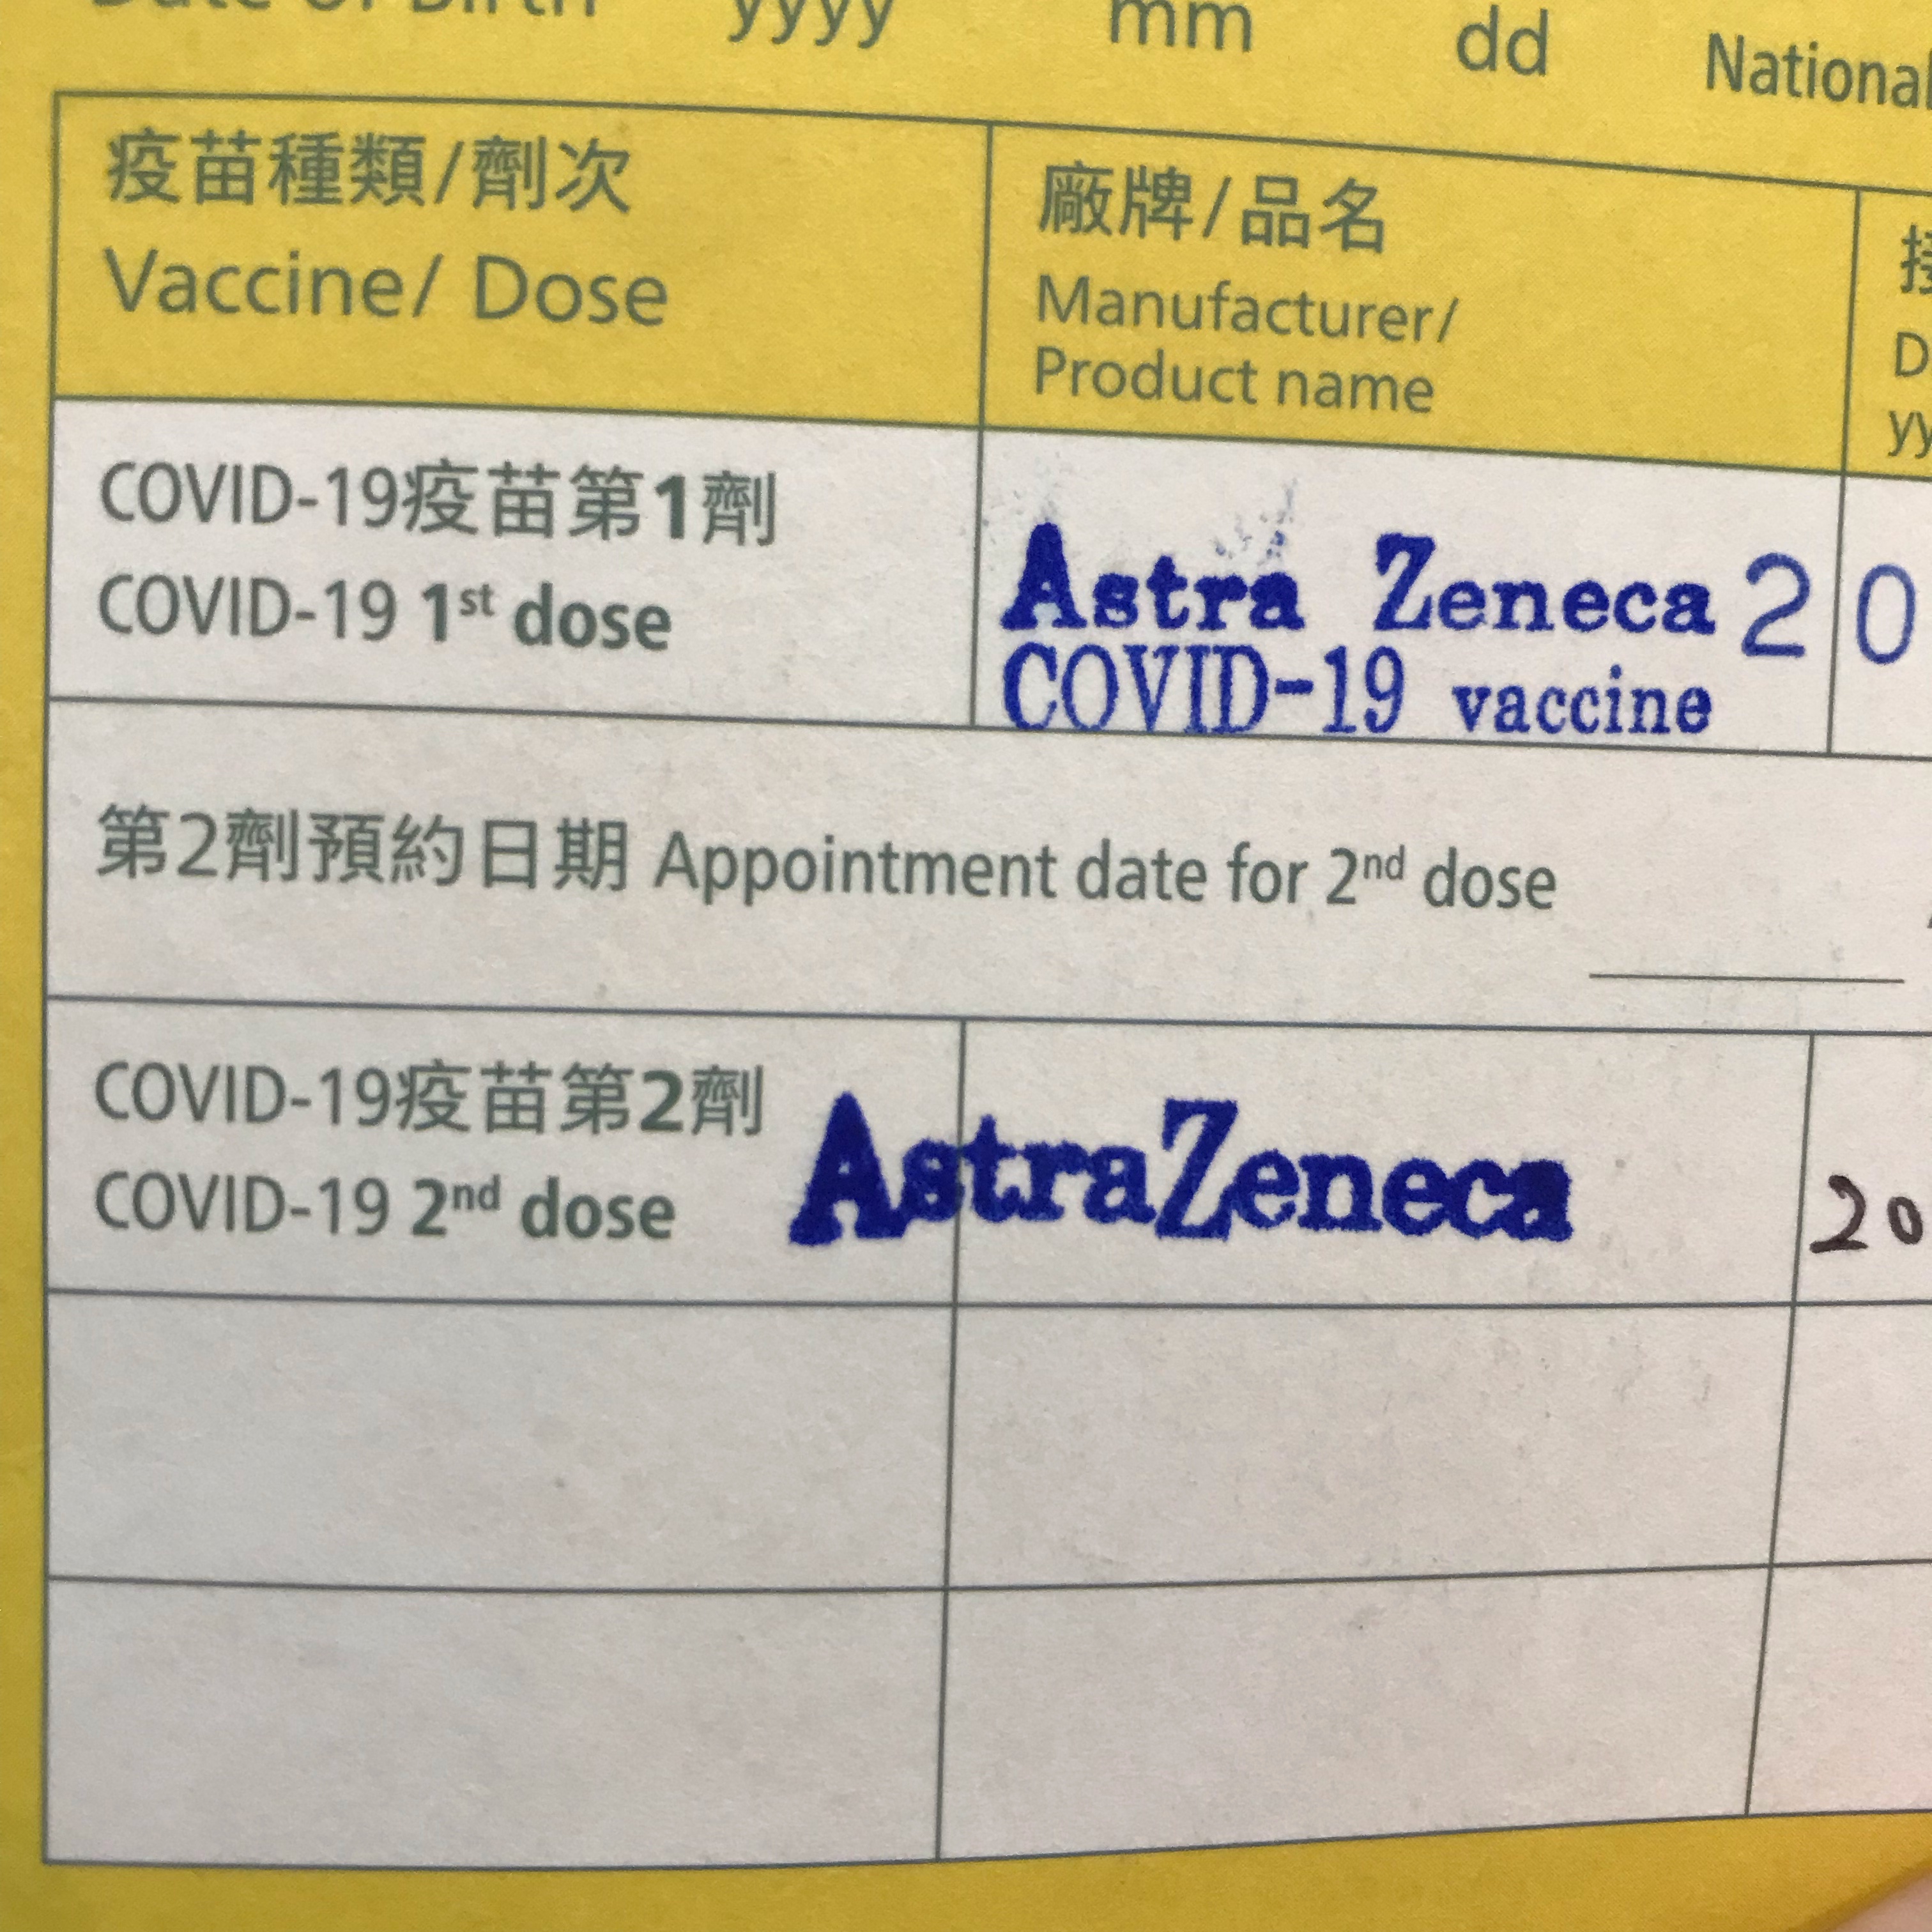 Date of Birth yyyy mm dd National
疫苗種類/劑次
Vaccine/ Dose
廠牌/品名
Manufacturer/
Product name
COVID-19疫苗第1劑
COVID-19 1st dose
Astra Zeneca 20
COVID-19 vaccine
第2劑預約日期 Appointment date for 2nd dose
COVID-19疫苗第2劑
COVID-19 2nd dose
AstraZeneca
20